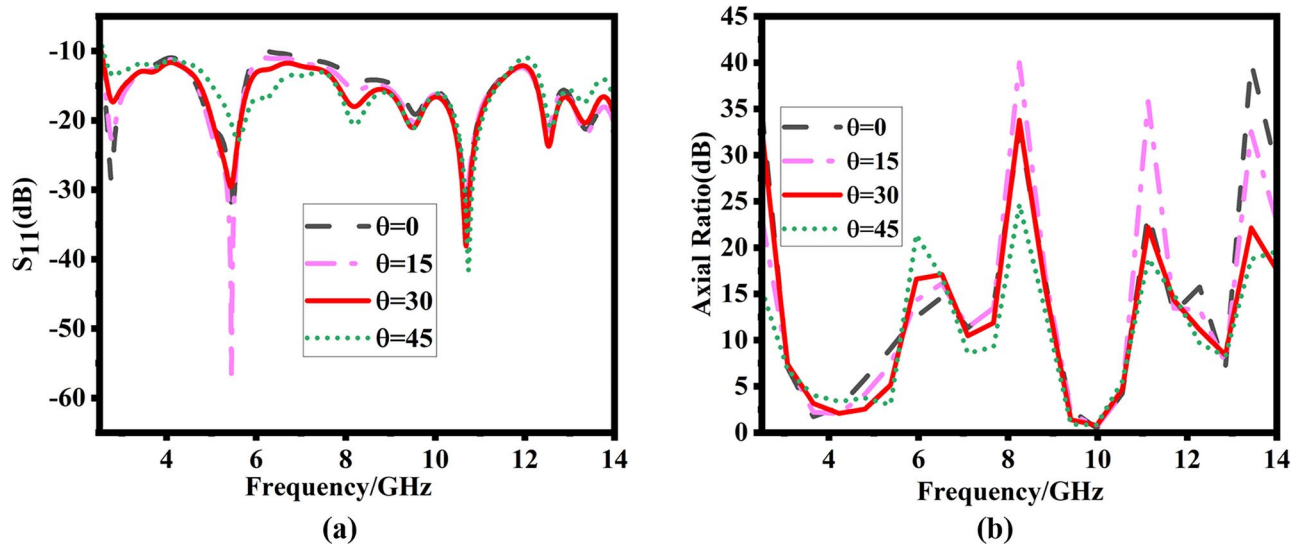 -10
-20
-30
-40
-50
-60
S11(dB)
θ=0
θ=15
θ=30
θ=45
4 6 8 10 12 14
Frequency/GHz
(a)
45
40
35
30
25
20
15
10
5
0
Axial Ratio(dB)
θ=0
θ=15
θ=30
θ=45
4 6 8 10 12 14
Frequency/GHz
(b)